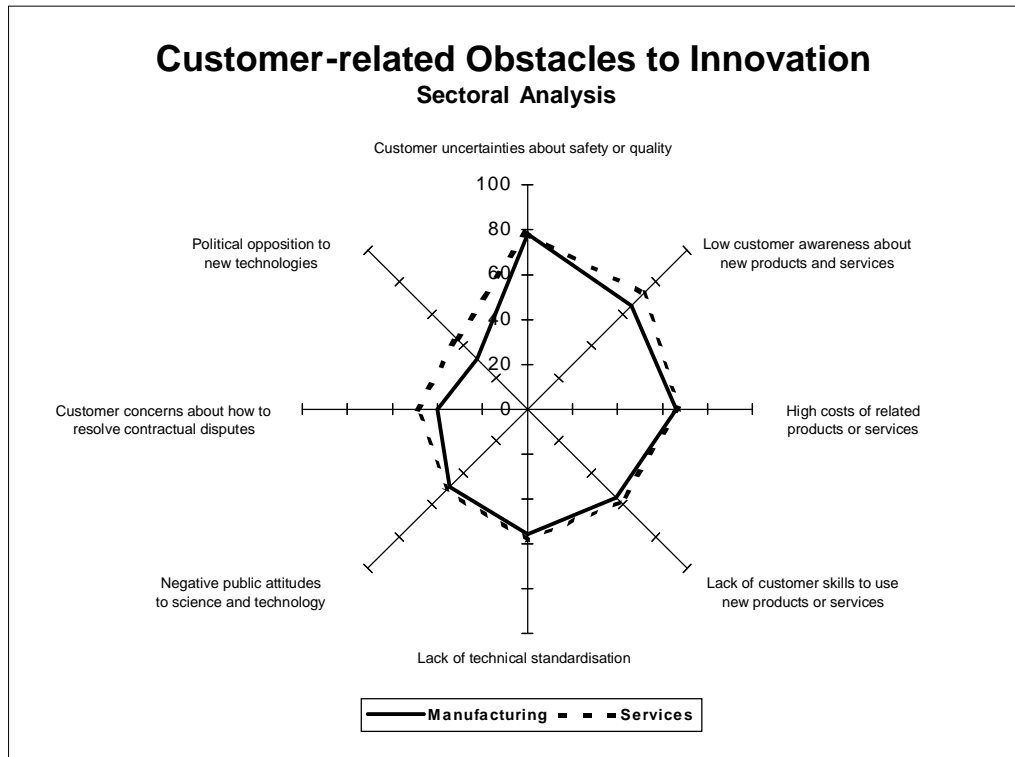 Customer-related Obstacles to Innovation
Sectoral Analysis
Customer uncertainties about safety or quality
100
80
60
40
20
0
Political opposition to
new technologies
Low customer awareness about
new products and services
Customer concerns about how to
resolve contractual disputes
High costs of related
products or services
Negative public attitudes
to science and technology
Lack of customer skills to use
new products or services
Lack of technical standardisation
Manufacturing
Services